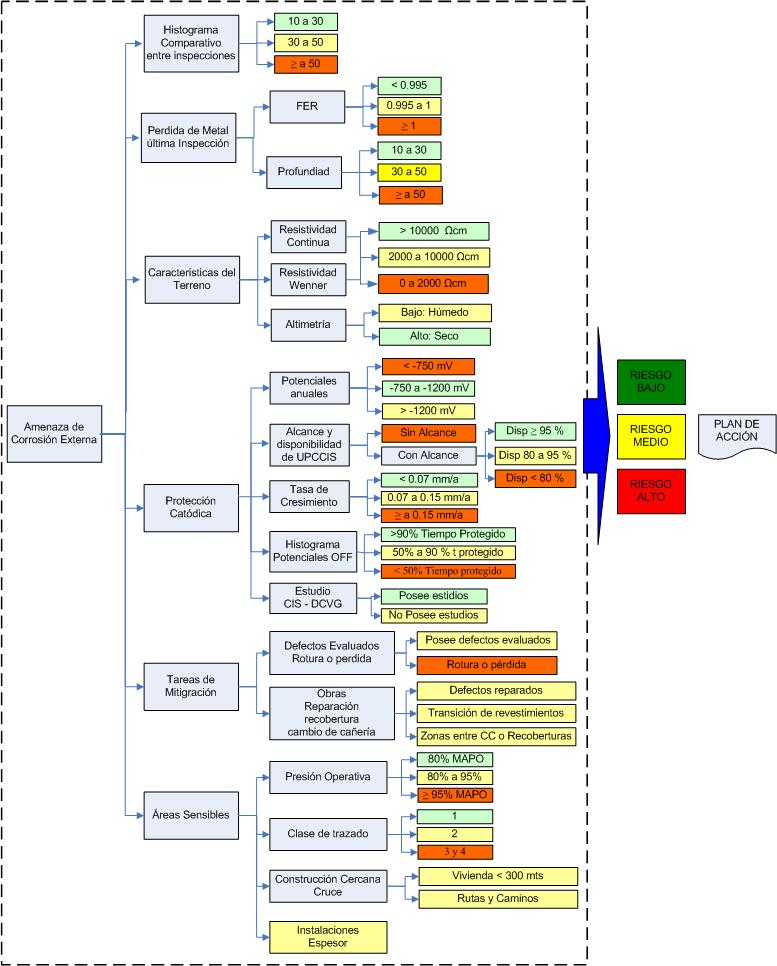 Amenaza de
Corrosión Externa
Histograma
Comparativo
entre inspecciones
10 a 30
30 a 50
≥ a 50
Perdida de Metal
última Inspección
FER
< 0.995
0.995 a 1
≥ 1
Profundiad
10 a 30
30 a 50
≥ a 50
Caracteristicas del
Terreno
Resistividad
Continua
Resistividad
Wenner
> 10000 Ωcm
2000 a 10000 Ωcm
0 a 2000 Ωcm
Altimetría
Bajo: Húmedo
Alto: Seco
Protección
Catódica
Potenciales
anuales
< -750 mV
-750 a -1200 mV
> -1200 mV
Alcance y
disponibilidad
de UPCCIS
Sin Alcance
Con Alcance
Disp ≥ 95 %
Disp 80 a 95 %
Disp < 80 %
Tasa de
Cresimiento
< 0.07 mm/a
0.07 a 0.15 mm/a
≥ a 0.15 mm/a
Histograma
Potenciales OFF
>90% Tiempo Protegido
50% a 90 % t protegido
< 50% Tiempo protegido
Estudio
CIS - DCVG
Posee estidios
No Posee estudios
Tareas de
Mitigración
Defectos Evaluados
Rotura o perdida
Posee defectos evaluados
Rotura o pérdida
Obras
Reparación
recobertura
cambio de cañería
Defectos reparados
Transición de revestimientos
Zonas entre CC o Recoberturas
Áreas Sensibles
Presión Operativa
80% MAPO
80% a 95%
≥ 95% MAPO
Clase de trazado
1
2
3 y 4
Construcción Cercana
Cruce
Vivienda < 300 mts
Rutas y Caminos
Instalaciones
Espesor
RIESGO
BAJO
RIESGO
MEDIO
RIESGO
ALTO
PLAN DE
ACCIÓN